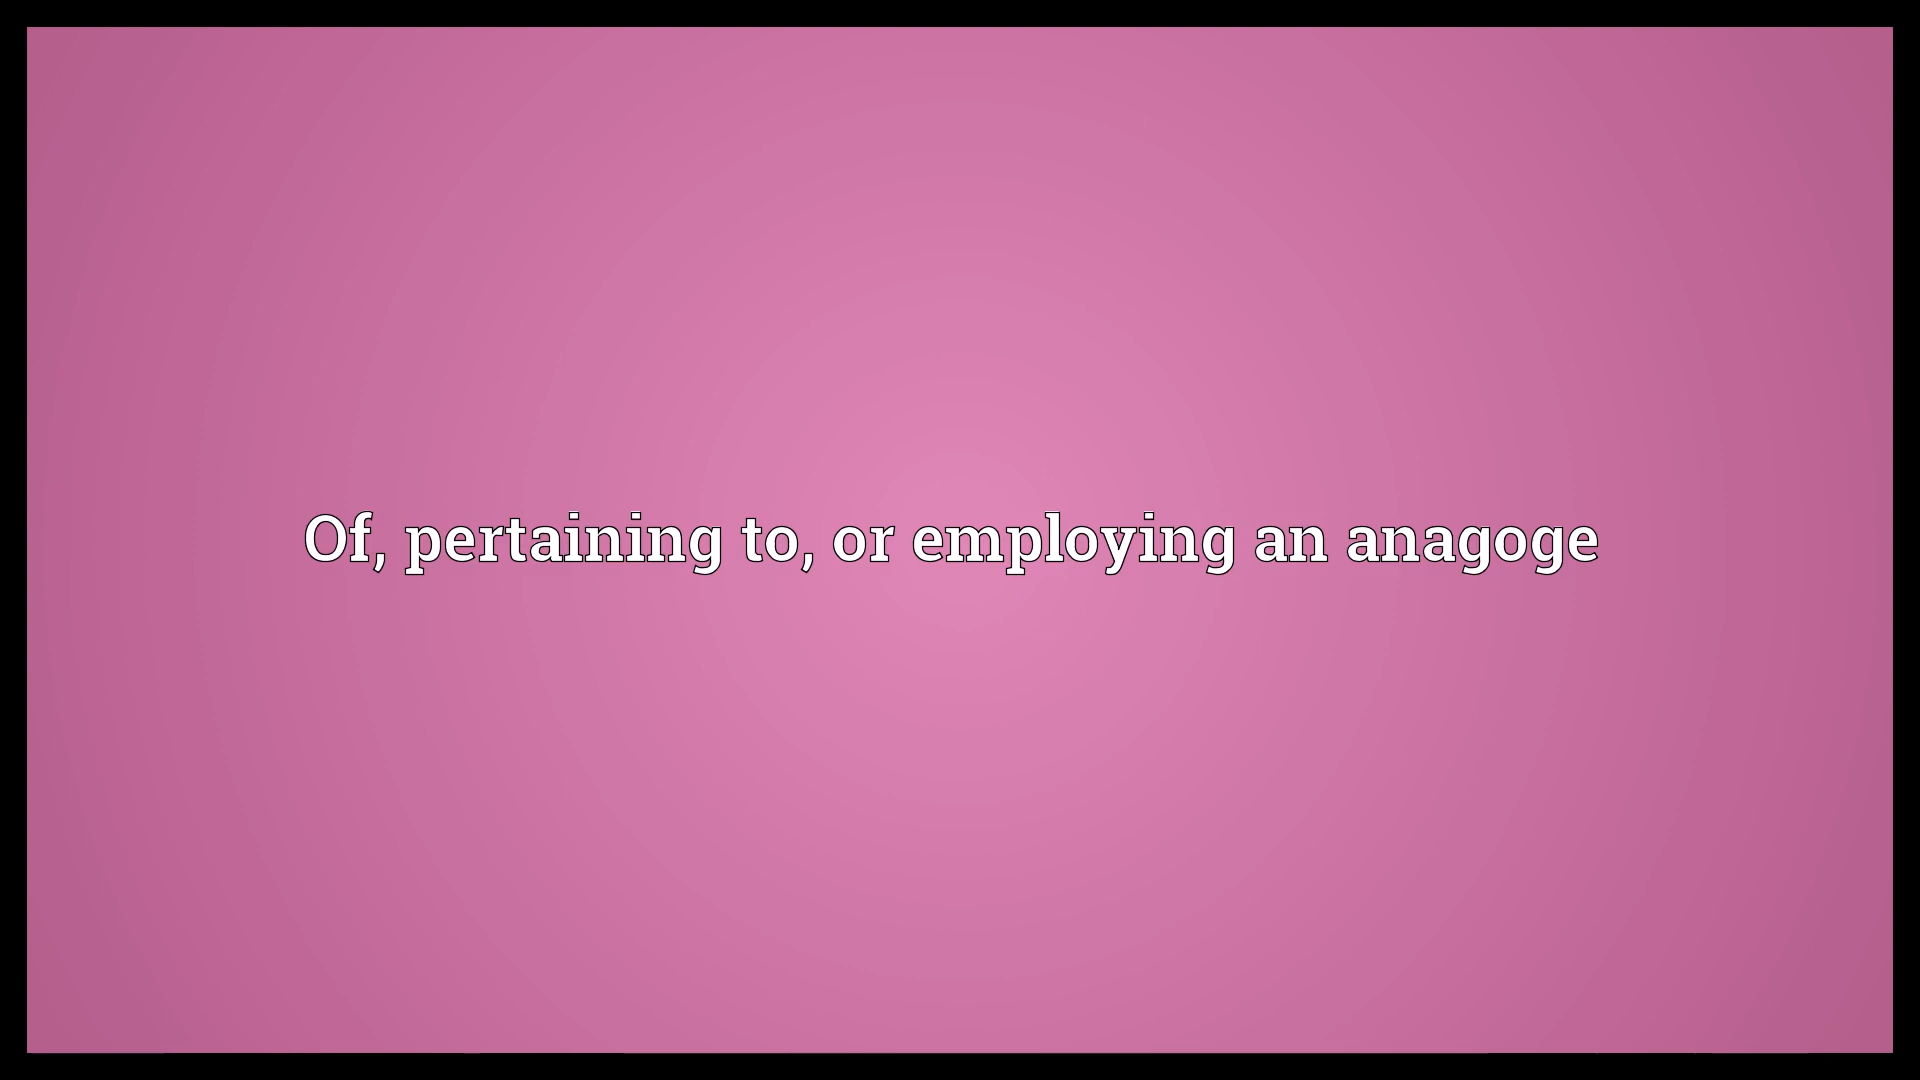 Of, pertaining to, or employing an anagoge